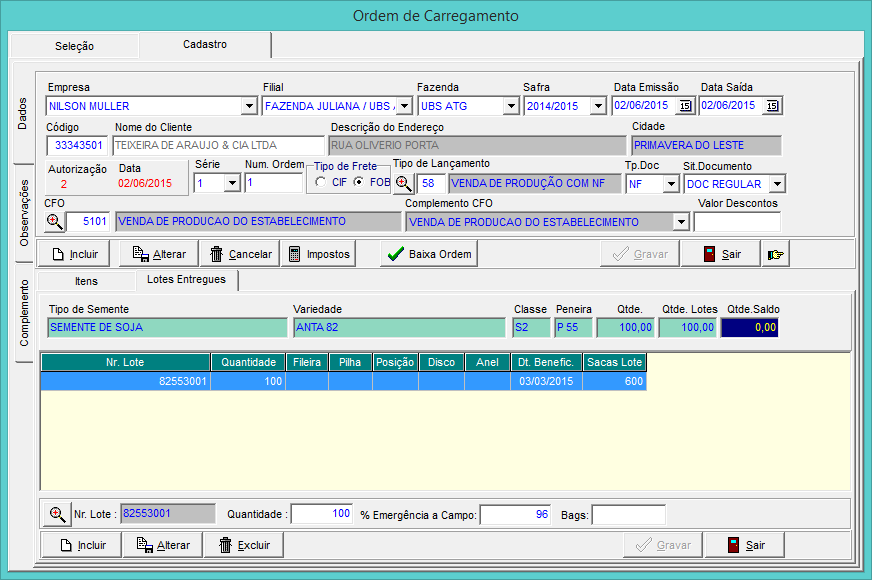 Ordem de Carregamento
Seleção Cadastro
Dados
Observações
Complemento
Empresa Filial Fazenda Safra Data Emissão Data Saída
NILSON MULLER FAZENDA JULIANA / UBS UBS ATG 2014/2015 02/06/2015 15 02/06/2015 15
Código Nome do Cliente Descrição do Endereço Cidade
33343501 TEIXEIRA DE ARAUJO & CIA LTDA RUA OLIVERIO PORTA PRIMAVERA DO LESTE
Autorização Data Série Num. Ordem Tipo de Frete Tipo de Lançamento Tp.Doc Sit.Documento
2 02/06/2015 1 1 CIF FOB 58 VENDA DE PRODUÇÃO COM NF NF DOC REGULAR
CFO Complemento CFO Valor Descontos
5101 VENDA DE PRODUCAO DO ESTABELECIMENTO VENDA DE PRODUCAO DO ESTABELECIMENTO
Incluir Alterar Cancelar Impostos Baixa Ordem Gravar Sair
Itens Lotes Entregues
Tipo de Semente Variedade Classe Peneira Qtde. Qtde. Lotes Qtde.Saldo
SEMENTE DE SOJA ANTA 82 S2 P 55 100,00 100,00 0,00
Nr. Lote Quantidade Fileira Pilha Posição Disco Anel Dt. Benefic. Sacas Lote
82553001 100 03/03/2015 600
Nr. Lote : 82553001 Quantidade : 100 % Emergência a Campo: 96 Bags:
Incluir Alterar Excluir Gravar Sair